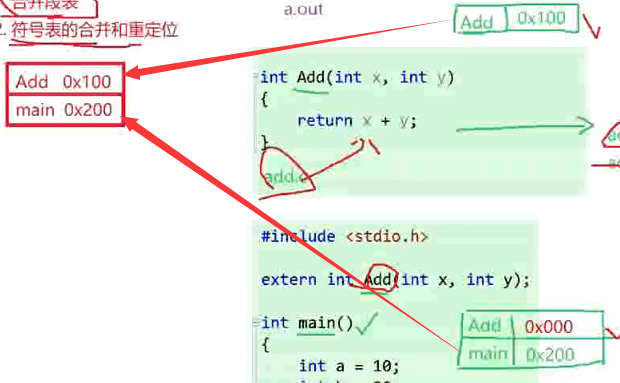 合并段表
a.out
Add 0x100
2. 符号表的合并和重定位
Add 0x100
main 0x200
int Add(int x, int y)
{
return x + y;
}
add.c
#include <stdio.h>
extern int Add(int x, int y);
int main()
{
int a = 10;
Add 0x000
main 0x200